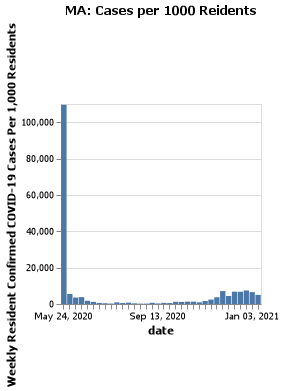 MA: Cases per 1000 Reidents
Weekly Resident Confirmed COVID-19 Cases Per 1,000 Residents
100,000
80,000
60,000
40,000
20,000
0
May 24, 2020
Sep 13, 2020
Jan 03, 2021
date